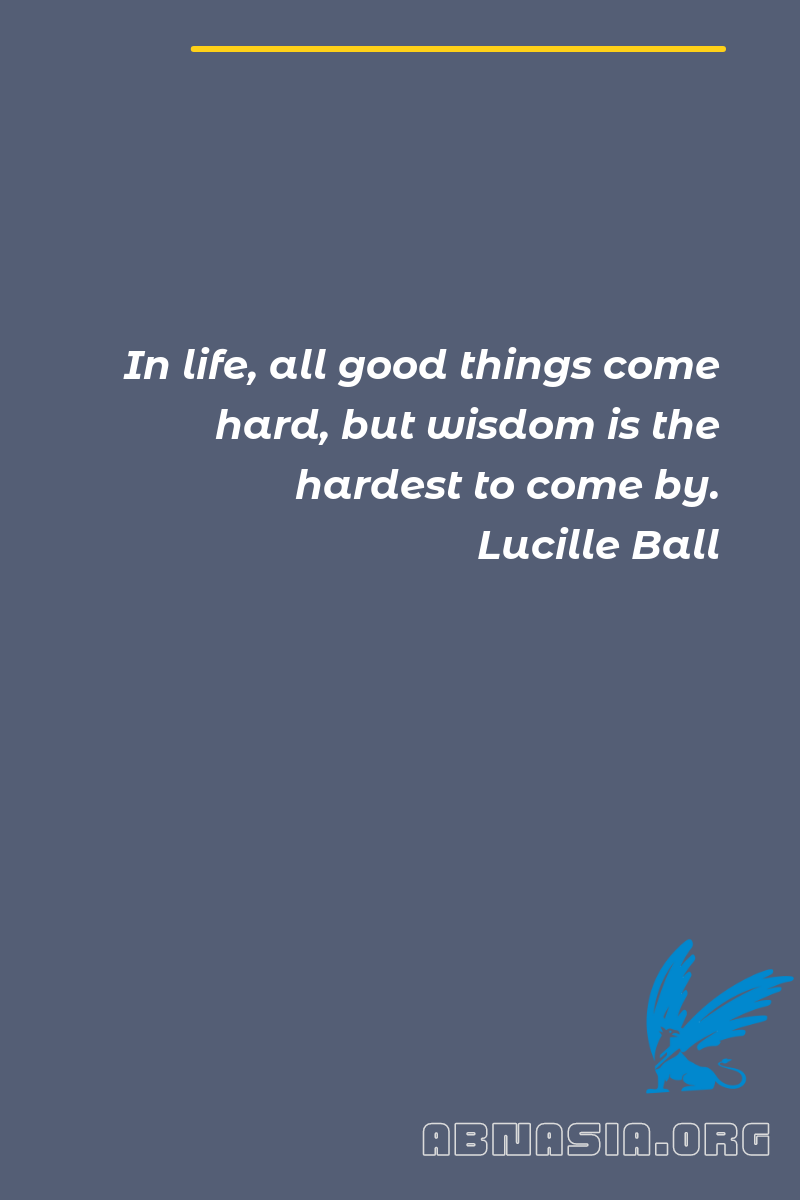 In life, all good things come
hard, but wisdom is the
hardest to come by.
Lucille Ball
ABNASIA.ORG